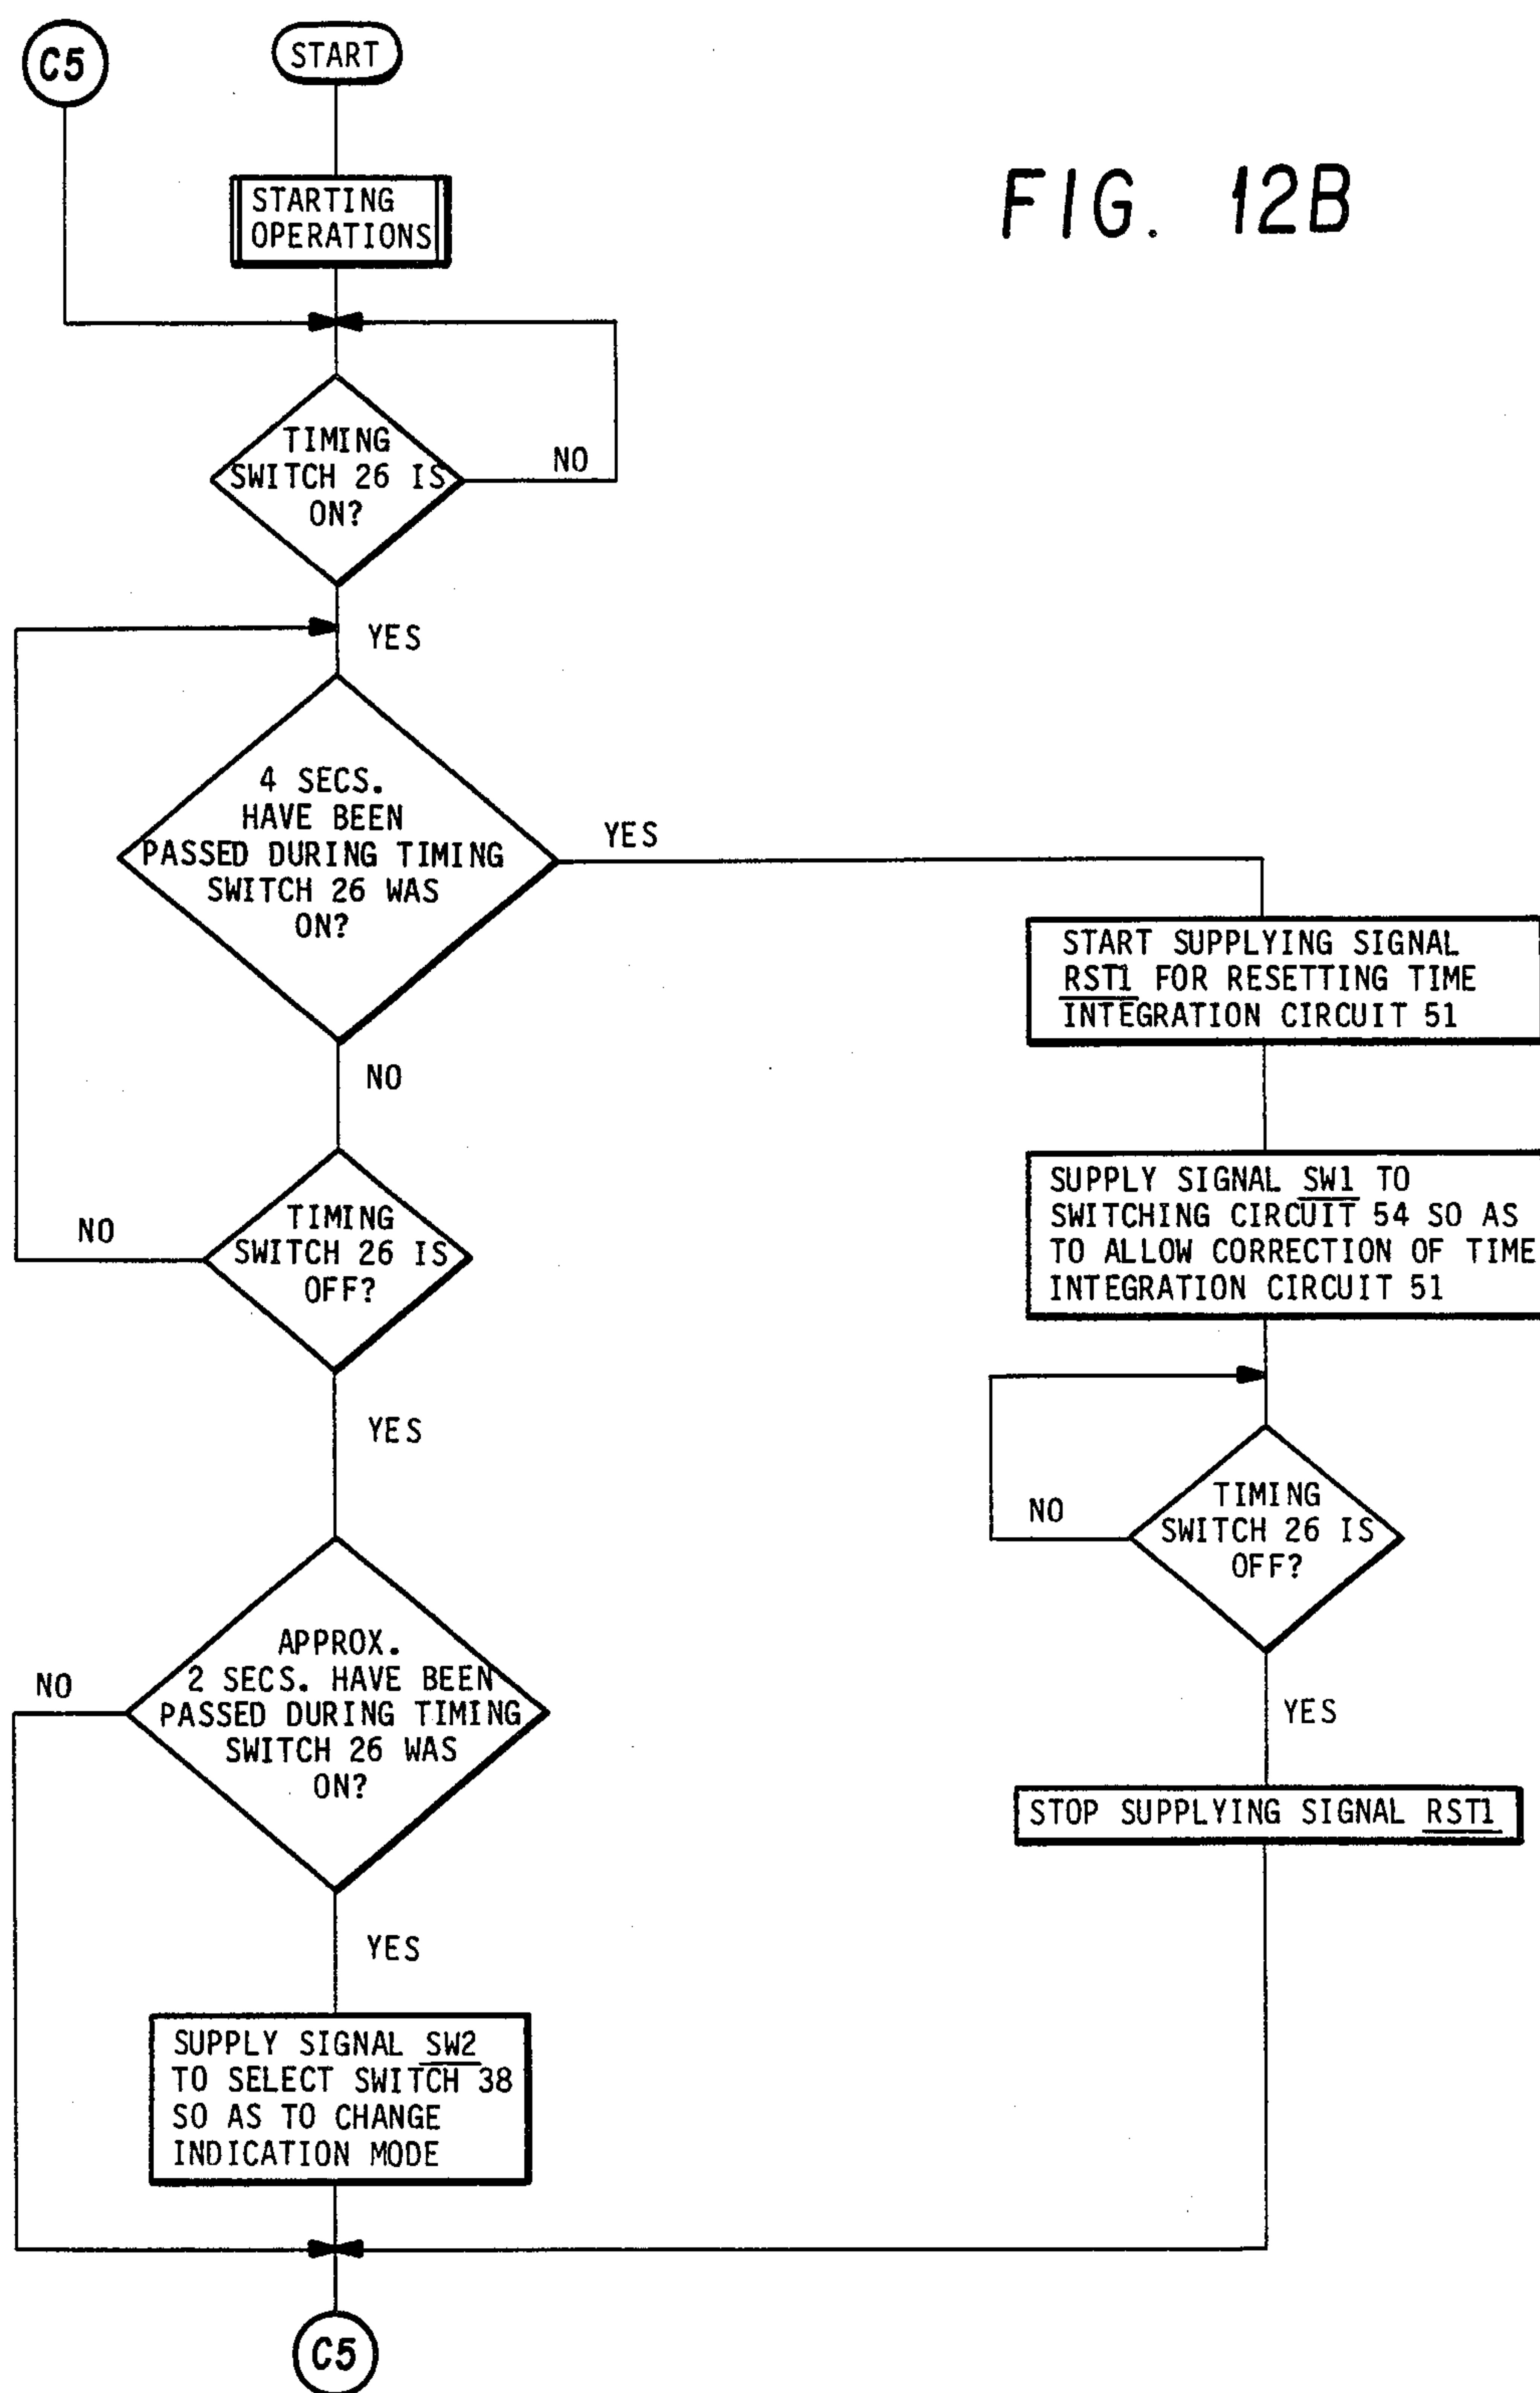 C5
START
FIG. 12B
STARTING
OPERATIONS
TIMING
SWITCH 26 IS
ON?
NO
YES
4 SECS.
HAVE BEEN
PASSED DURING TIMING
SWITCH 26 WAS
ON?
YES
NO
START SUPPLYING SIGNAL
RST1 FOR RESETTING TIME
INTEGRATION CIRCUIT 51
SUPPLY SIGNAL SW1 TO
SWITCHING CIRCUIT 54 SO AS
TO ALLOW CORRECTION OF TIME
INTEGRATION CIRCUIT 51
TIMING
SWITCH 26 IS
OFF?
NO
YES
TIMING
SWITCH 26 IS
OFF?
NO
YES
APPROX.
2 SECS. HAVE BEEN
PASSED DURING TIMING
SWITCH 26 WAS
ON?
NO
YES
STOP SUPPLYING SIGNAL RST1
SUPPLY SIGNAL SW2
TO SELECT SWITCH 38
SO AS TO CHANGE
INDICATION MODE
C5